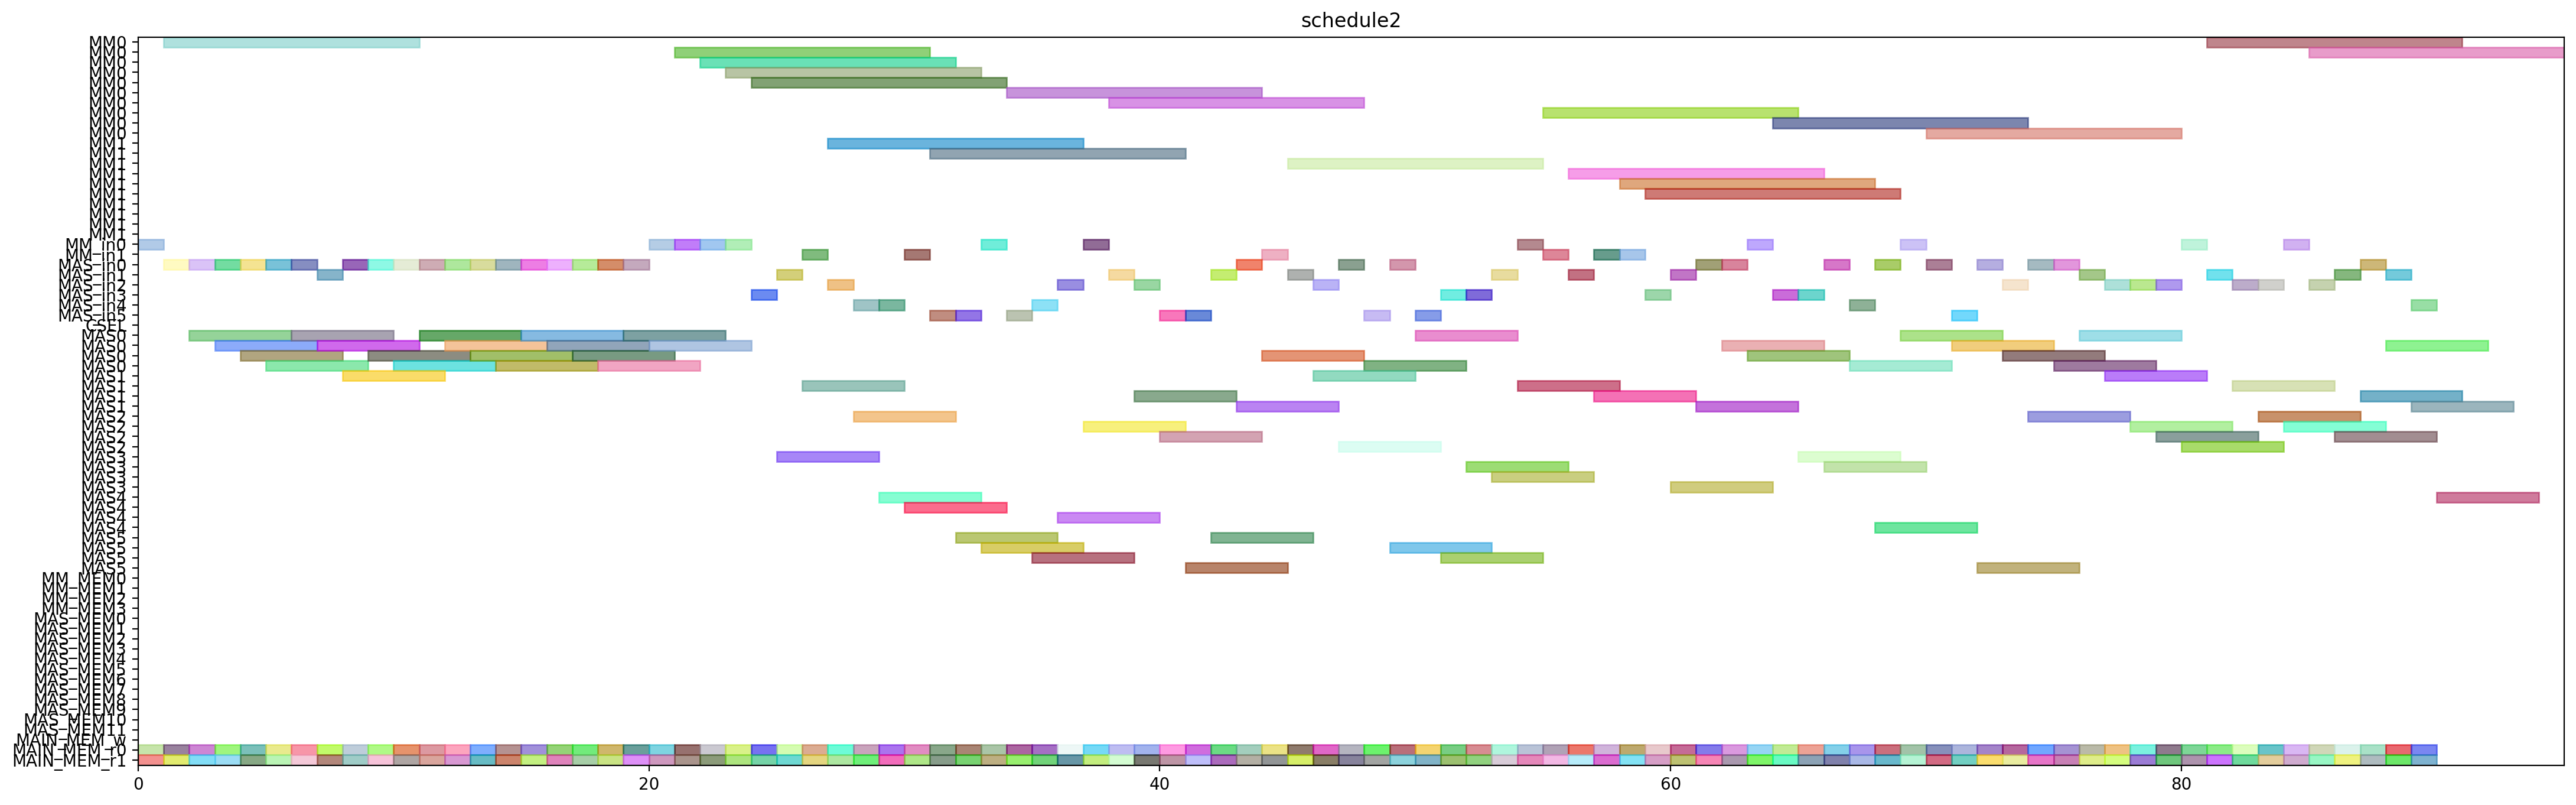 schedule2
MM0
MM0
MM0
MM0
MM0
MM0
MM0
MM0
MM0
MM0
MM1
MM1
MM1
MM1
MM1
MM1
MM1
MM1
MM1
MM1
MM_in0
MM_in1
MAS_in0
MAS_in1
MAS_in2
MAS_in3
MAS_in4
MAS_in5
CSEL
MAS0
MAS0
MAS0
MAS0
MAS1
MAS1
MAS1
MAS1
MAS2
MAS2
MAS2
MAS2
MAS3
MAS3
MAS3
MAS3
MAS4
MAS4
MAS4
MAS4
MAS5
MAS5
MAS5
MAS5
MM_MEM0
MM_MEM1
MM_MEM2
MM_MEM3
MAS_MEM0
MAS_MEM1
MAS_MEM2
MAS_MEM3
MAS_MEM4
MAS_MEM5
MAS_MEM6
MAS_MEM7
MAS_MEM8
MAS_MEM9
MAS_MEM10
MAS_MEM11
MAIN_MEM_w
MAIN_MEM_r0
MAIN_MEM_r1
0 20 40 60 80